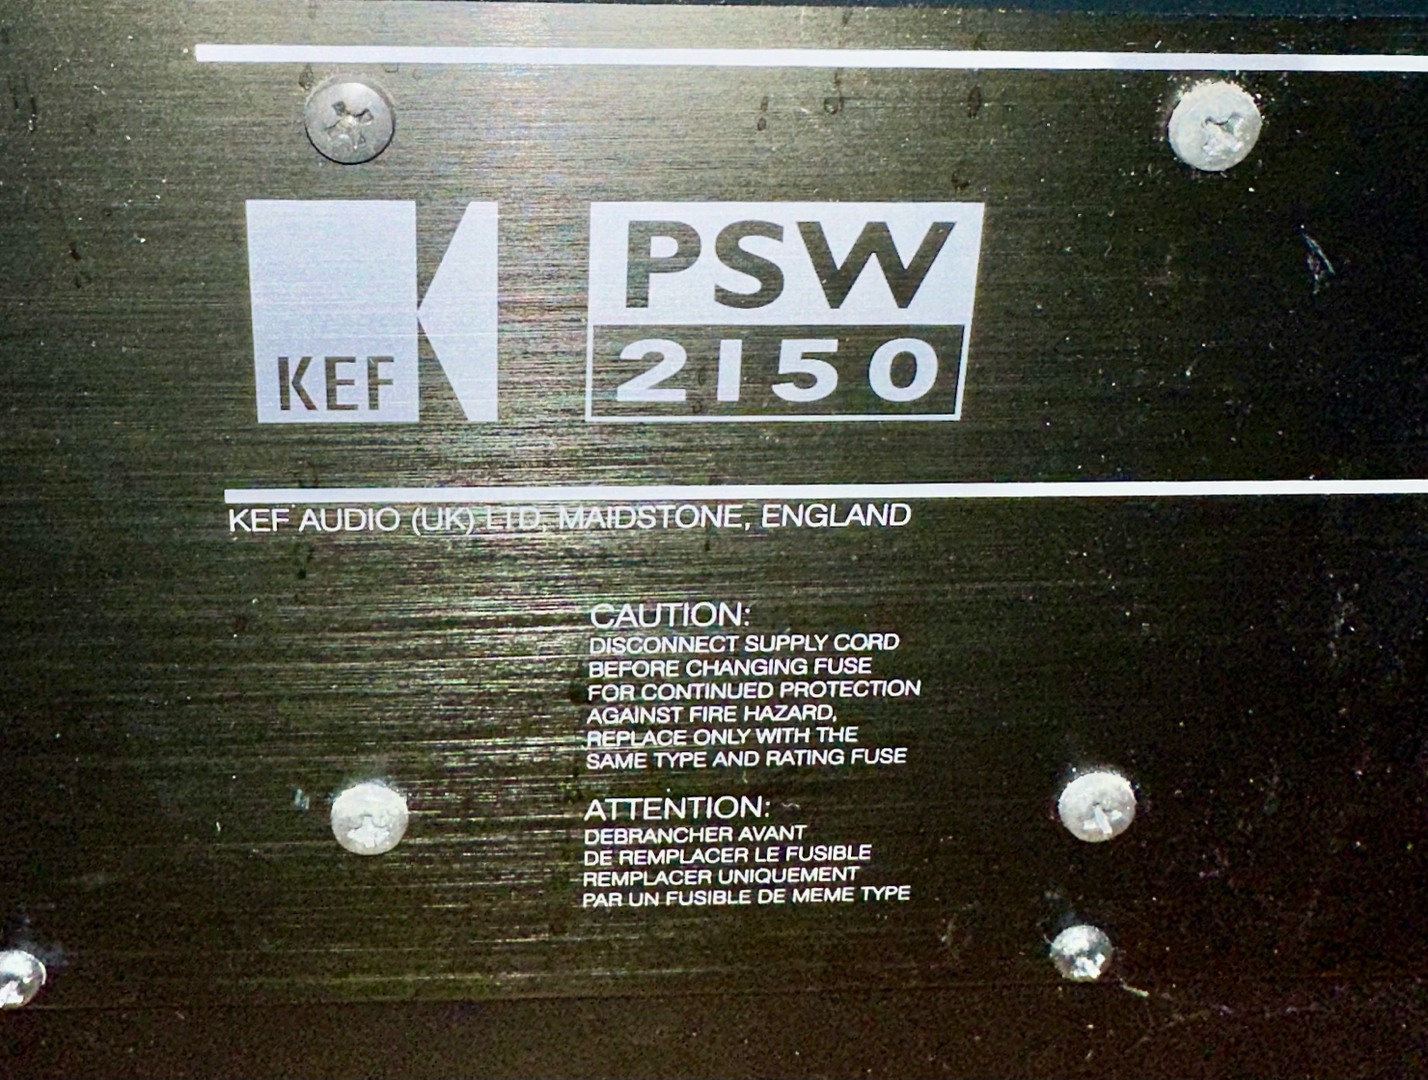 KEF
PSW
2150
KEF AUDIO (UK) LTD, MAIDSTONE, ENGLAND
CAUTION:
DISCONNECT SUPPLY CORD
BEFORE CHANGING FUSE
FOR CONTINUED PROTECTION
AGAINST FIRE HAZARD,
REPLACE ONLY WITH THE
SAME TYPE AND RATING FUSE
ATTENTION:
DEBRANCHER AVANT
DE REMPLACER LE FUSIBLE
REMPLACER UNIQUEMENT
PAR UN FUSIBLE DE MEME TYPE